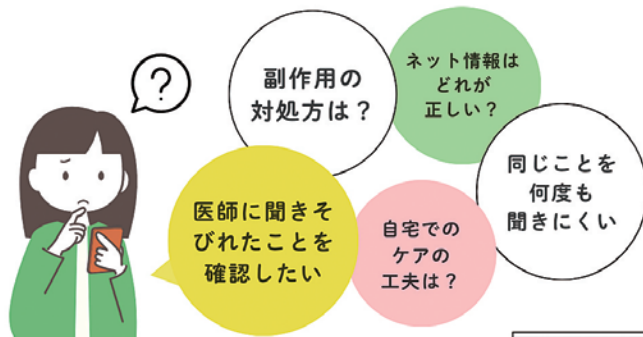 ?
副作用の
対処方は？
ネット情報は
どれが
正しい？
同じことを
何度も
聞きにくい
医師に聞きそ
びれたことを
確認したい
自宅での
ケアの
工夫は？